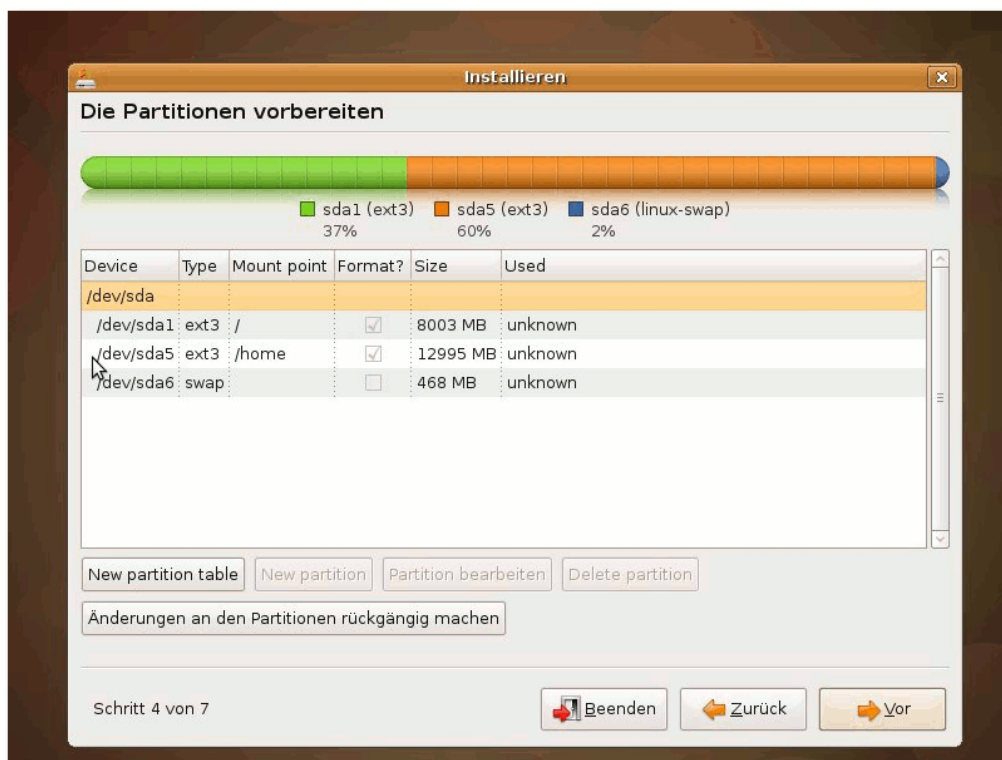 Installieren
Die Partitionen vorbereiten
sda1 (ext3) sda5 (ext3) sda6 (linux-swap)
37% 60% 2%
Device Type Mount point Format? Size Used
/dev/sda
/dev/sda1 ext3 / 8003 MB unknown
/dev/sda5 ext3 /home 12995 MB unknown
/dev/sda6 swap 468 MB unknown
New partition table New partition Partition bearbeiten Delete partition
Änderungen an den Partitionen rückgängig machen
Schritt 4 von 7 Beenden Zurück Vor